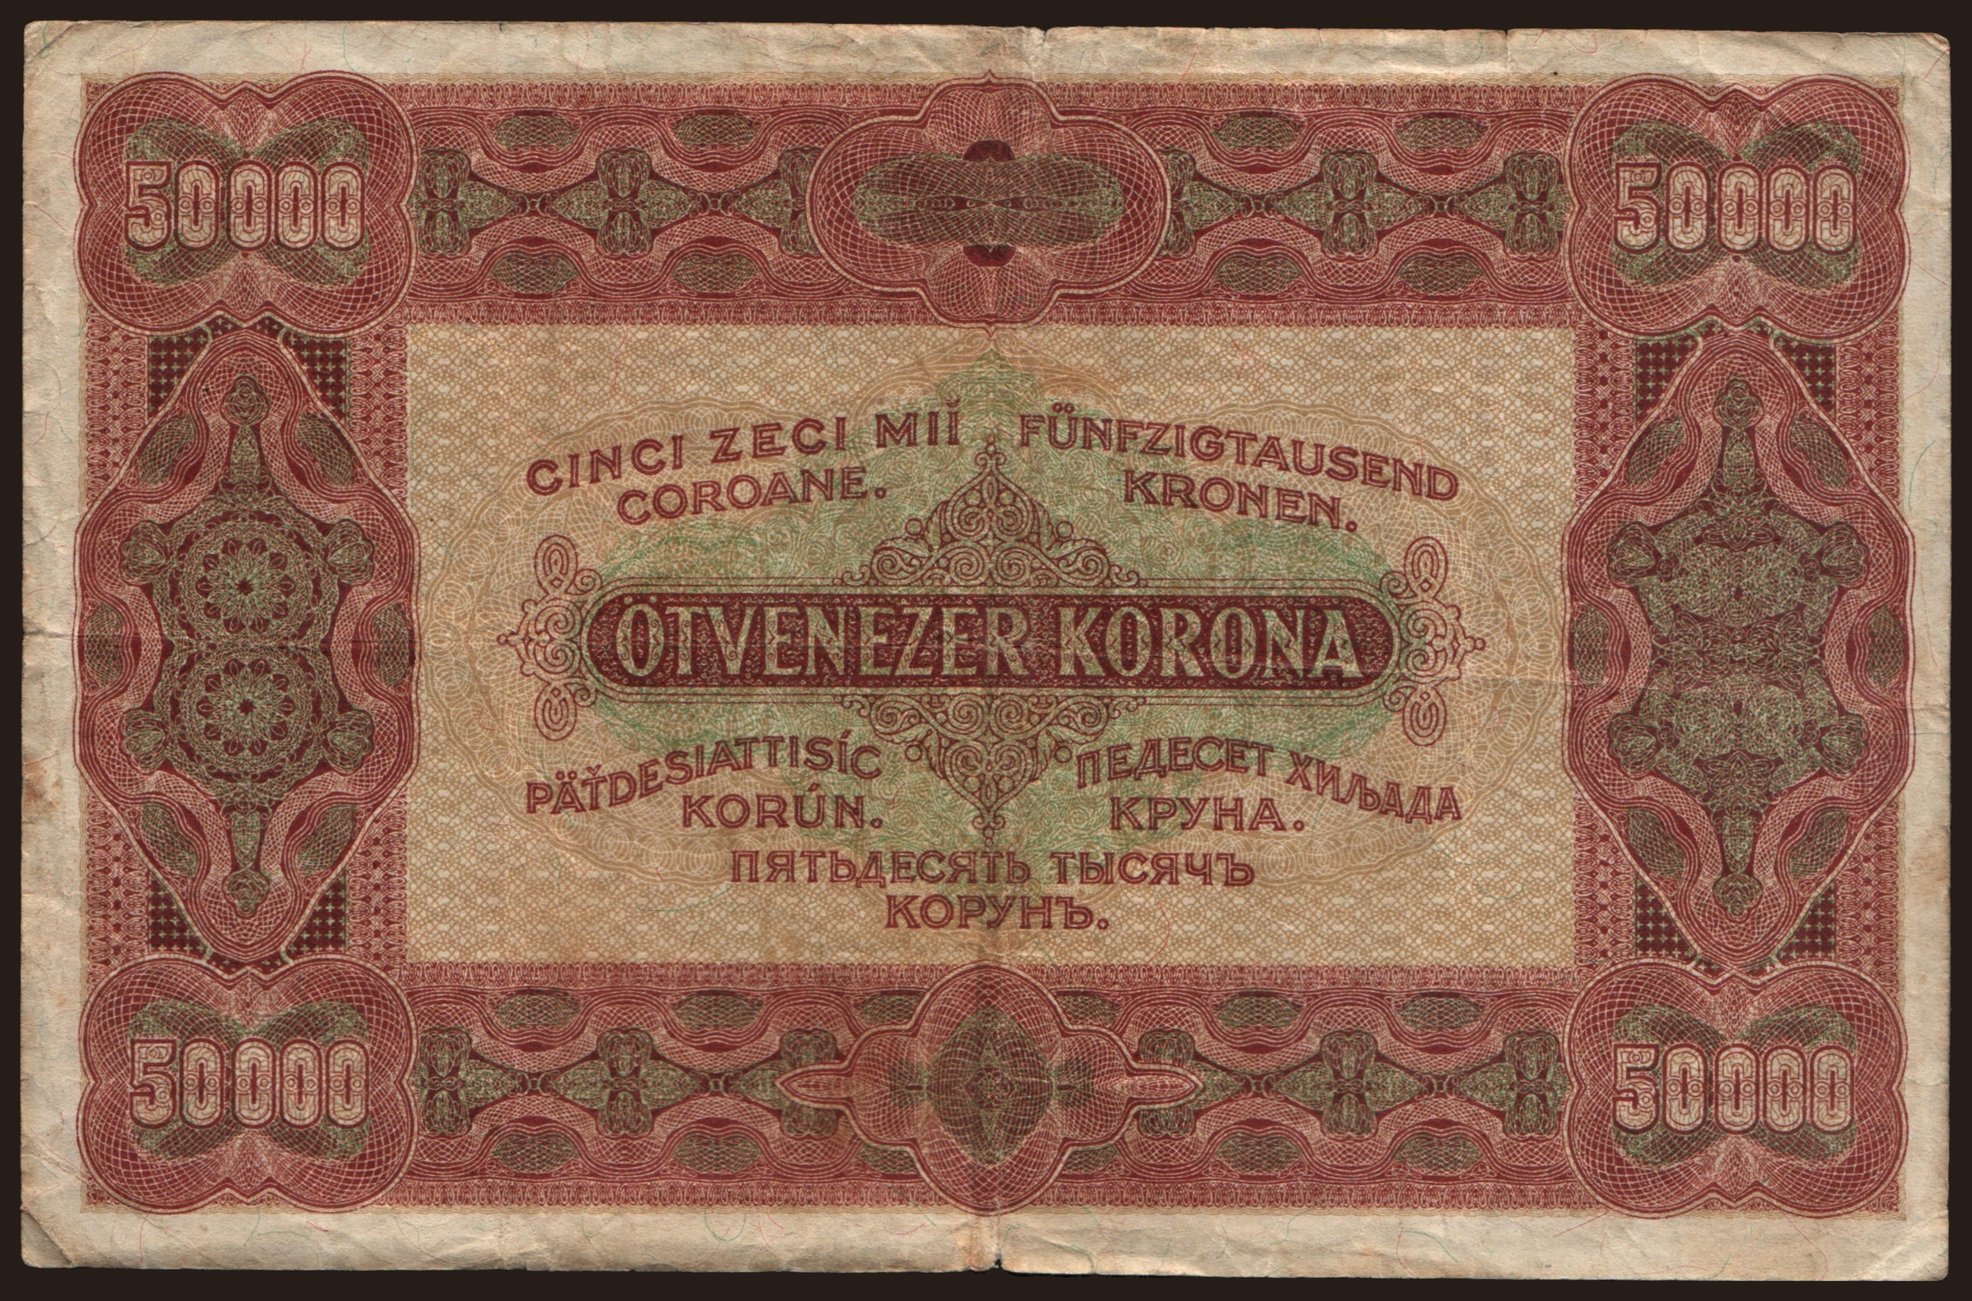 50000
50000
CINCI ZECI MIĬ
COROANE.
FÜNFZIGTAUSEND
KRONEN.
ÖTVENEZER KORONA
PÄŤDESIATTISÍC
KORÚN.
ПЕДЕСЕТ ХИЉАДА
КРУНА.
ПЯТЬДЕСЯТЬ ТЫСЯЧЪ
КОРУНЪ.
50000
50000